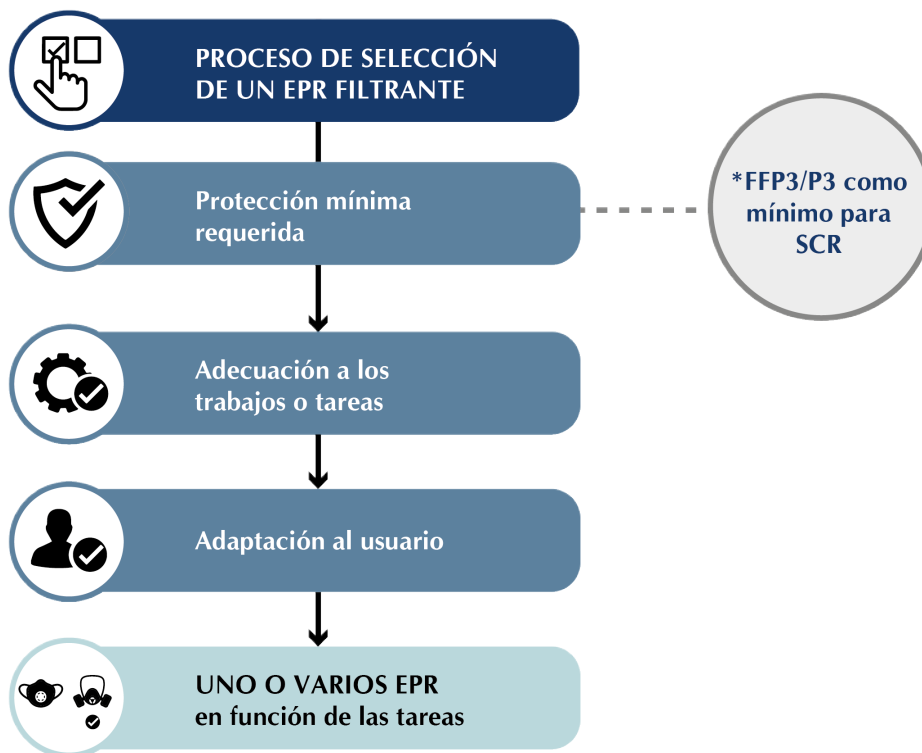 PROCESO DE SELECCIÓN
DE UN EPR FILTRANTE
Protección mínima
requerida
*FFP3/P3 como
mínimo para
SCR
Adecuación a los
trabajos o tareas
Adaptación al usuario
UNO O VARIOS EPR
en función de las tareas